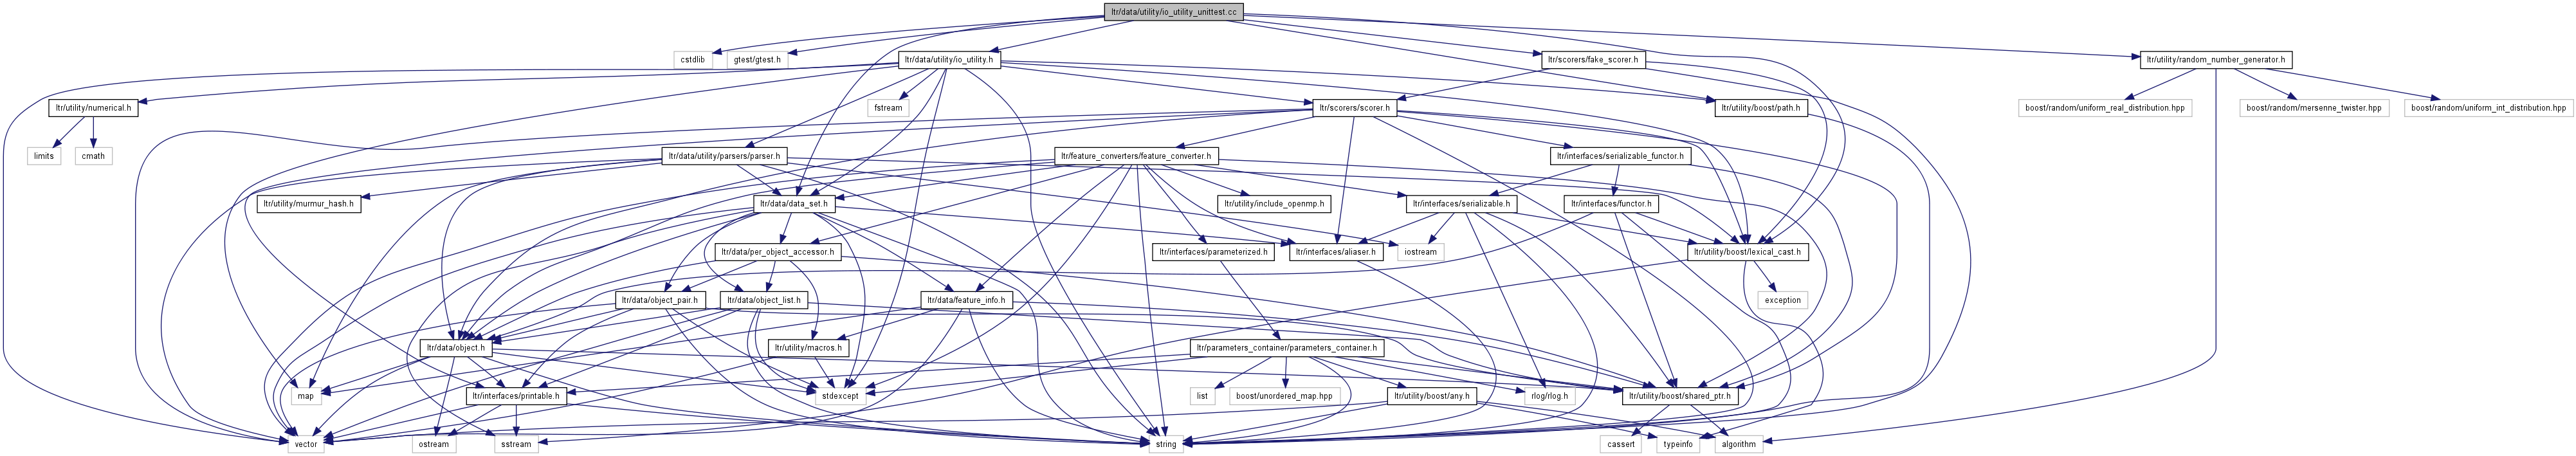 ltr/data/utility/io_utility_unittest.cc
cstdlib
gtest/gtest.h
ltr/data/utility/io_utility.h
ltr/scorers/fake_scorer.h
ltr/utility/random_number_generator.h
ltr/utility/numerical.h
fstream
ltr/scorers/scorer.h
ltr/utility/boost/path.h
boost/random/uniform_real_distribution.hpp
boost/random/mersenne_twister.hpp
boost/random/uniform_int_distribution.hpp
limits
cmath
ltr/data/utility/parsers/parser.h
ltr/feature_converters/feature_converter.h
ltr/interfaces/serializable_functor.h
ltr/utility/murmur_hash.h
ltr/data/data_set.h
ltr/utility/include_openmp.h
ltr/interfaces/serializable.h
ltr/interfaces/functor.h
ltr/data/per_object_accessor.h
ltr/interfaces/parameterized.h
ltr/interfaces/aliaser.h
iostream
ltr/utility/boost/lexical_cast.h
ltr/data/object_pair.h
ltr/data/object_list.h
ltr/data/feature_info.h
exception
ltr/data/object.h
ltr/utility/macros.h
ltr/parameters_container/parameters_container.h
map
ltr/interfaces/printable.h
stdexcept
list
boost/unordered_map.hpp
ltr/utility/boost/any.h
rlog/rlog.h
ltr/utility/boost/shared_ptr.h
vector
ostream
sstream
string
cassert
typeinfo
algorithm